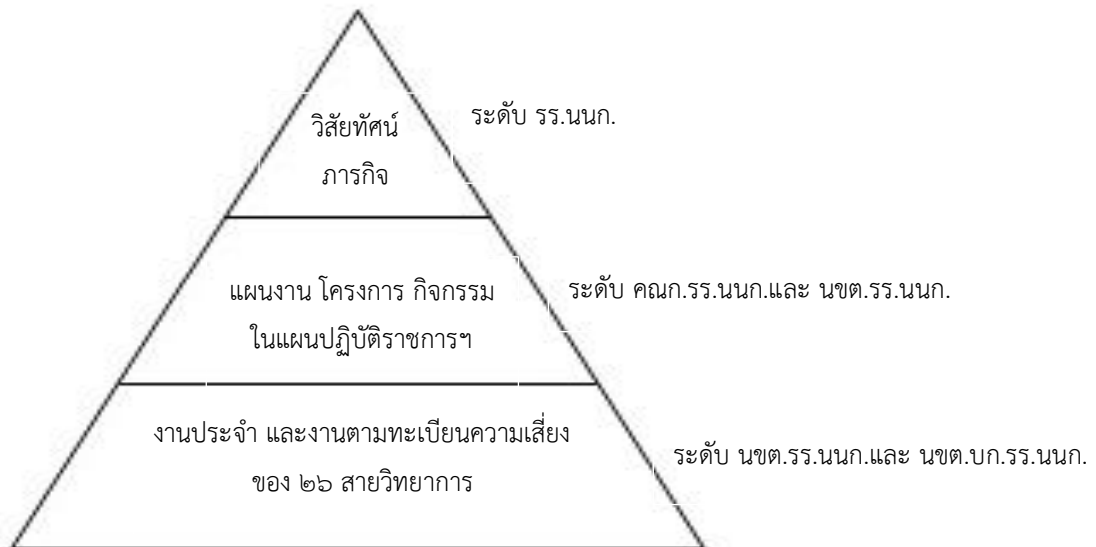 วิสัยทัศน์
ภารกิจ
ระดับ รร.นนก.
แผนงาน โครงการ กิจกรรม
ในแผนปฏิบัติราชการฯ
ระดับ คณก.รร.นนก.และ นขต.รร.นนก.
งานประจำ และงานตามทะเบียนความเสี่ยง
ของ ๒๖ สายวิทยาการ
ระดับ นขต.รร.นนก.และ นขต.บก.รร.นนก.